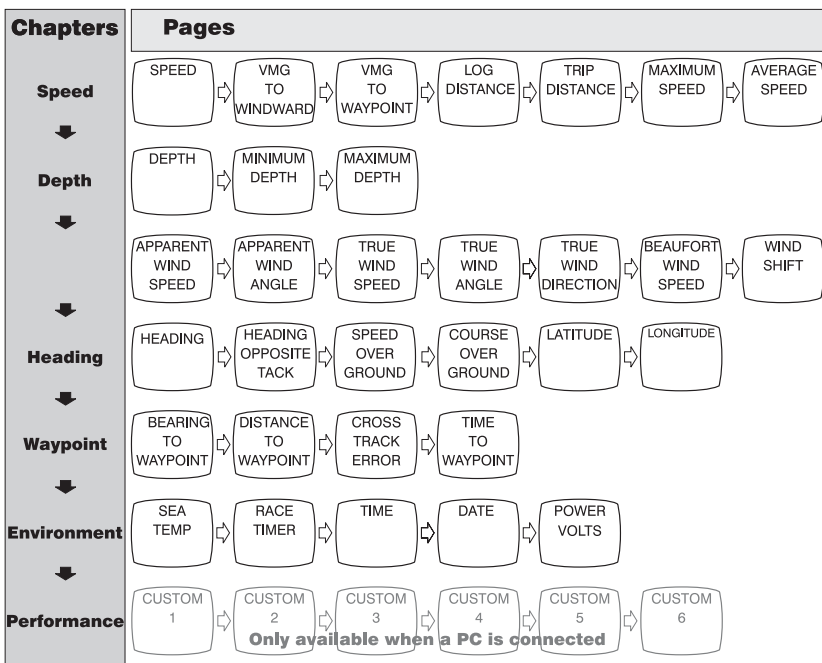 Chapters
Pages
Speed
SPEED
VMG
TO
WINDWARD
VMG
TO
WAYPOINT
LOG
DISTANCE
TRIP
DISTANCE
MAXIMUM
SPEED
AVERAGE
SPEED
Depth
DEPTH
MINIMUM
DEPTH
MAXIMUM
DEPTH
APPARENT
WIND
SPEED
APPARENT
WIND
ANGLE
TRUE
WIND
SPEED
TRUE
WIND
ANGLE
TRUE
WIND
DIRECTION
BEAUFORT
WIND
SPEED
WIND
SHIFT
Heading
HEADING
HEADING
OPPOSITE
TACK
SPEED
OVER
GROUND
COURSE
OVER
GROUND
LATITUDE
LONGITUDE
Waypoint
BEARING
TO
WAYPOINT
DISTANCE
TO
WAYPOINT
CROSS
TRACK
ERROR
TIME
TO
WAYPOINT
Environment
SEA
TEMP
RACE
TIMER
TIME
DATE
POWER
VOLTS
Performance
CUSTOM
1
CUSTOM
2
CUSTOM
3
CUSTOM
4
CUSTOM
5
CUSTOM
6
Only available when a PC is connected